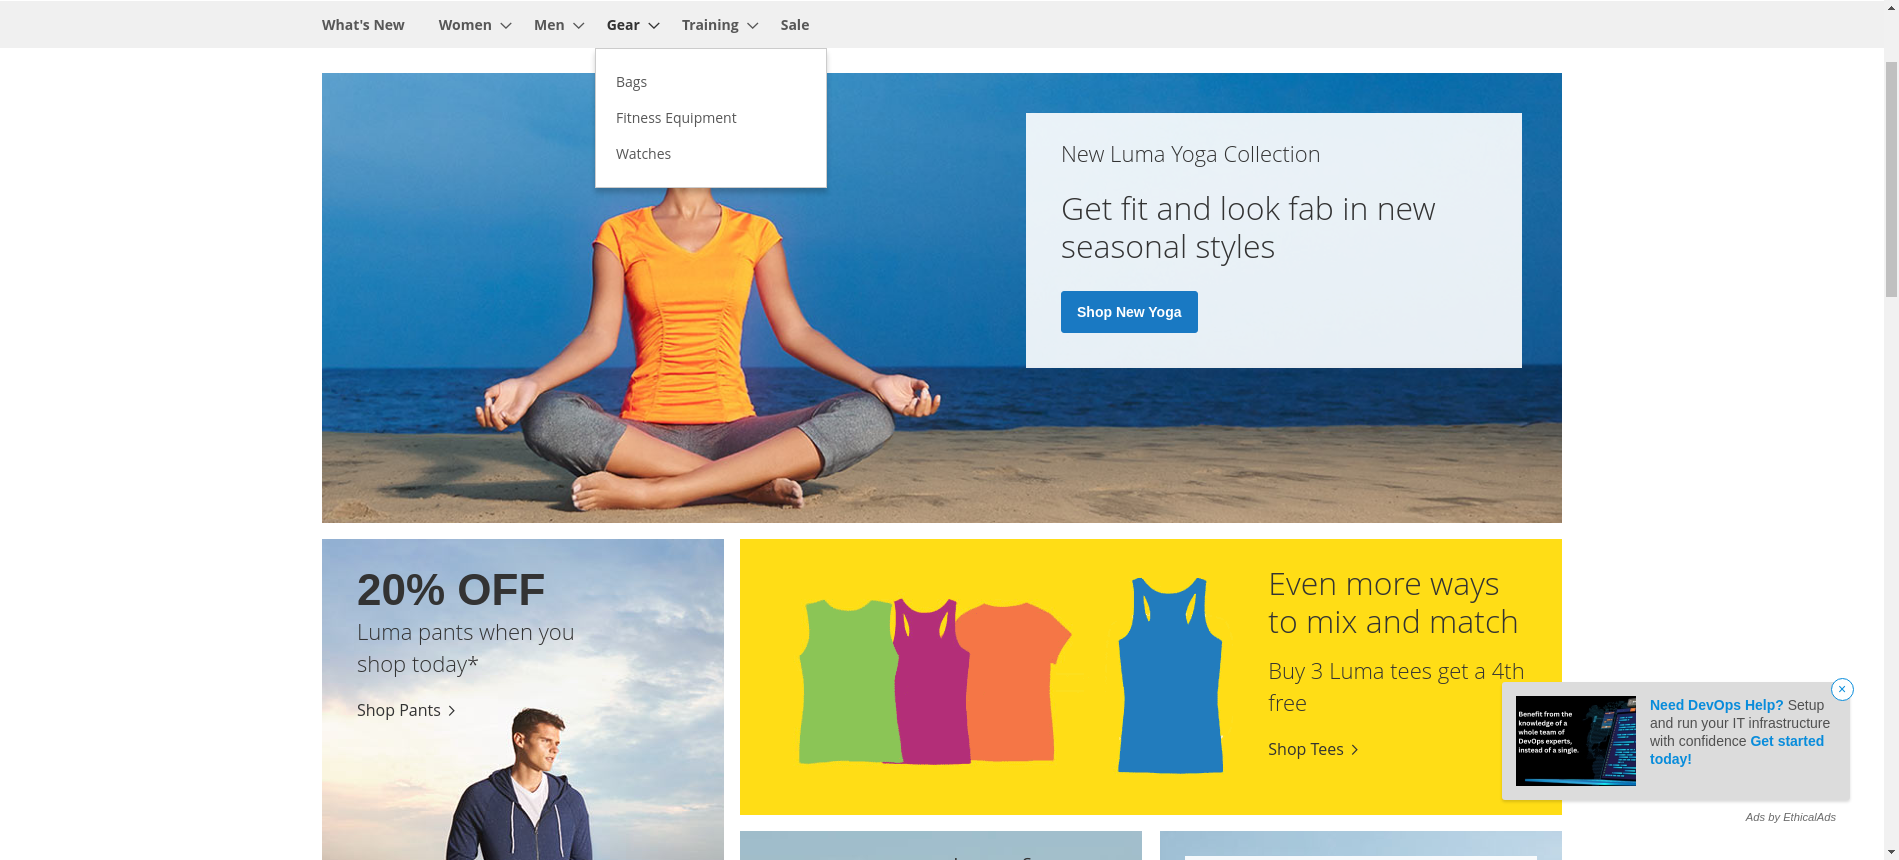 What's New
Women
Men
Gear
Training
Sale
Bags
Fitness Equipment
Watches
New Luma Yoga Collection
Get fit and look fab in new
seasonal styles
Shop New Yoga
20% OFF
Luma pants when you
shop today*
Shop Pants
Even more ways
to mix and match
Buy 3 Luma tees get a 4th
free
Shop Tees
Benefit from the
knowledge of a
whole team of
DevOps experts,
instead of a single.
Need DevOps Help? Setup
and run your IT infrastructure
with confidence Get started
today!
Ads by EthicalAds